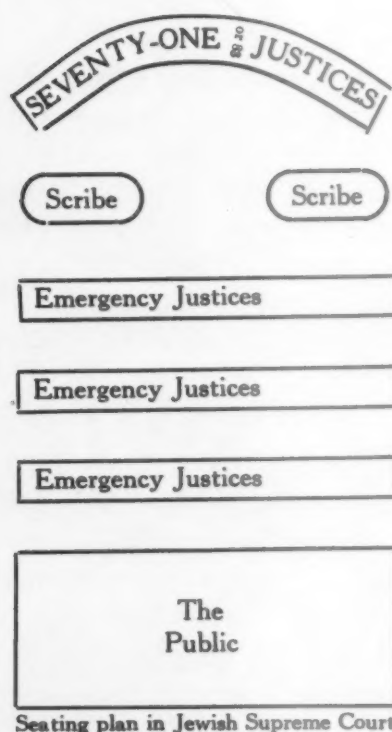 SEVENTY-ONE JUSTICES
Scribe
Scribe
Emergency Justices
Emergency Justices
Emergency Justices
The
Public
Seating plan in Jewish Supreme Court